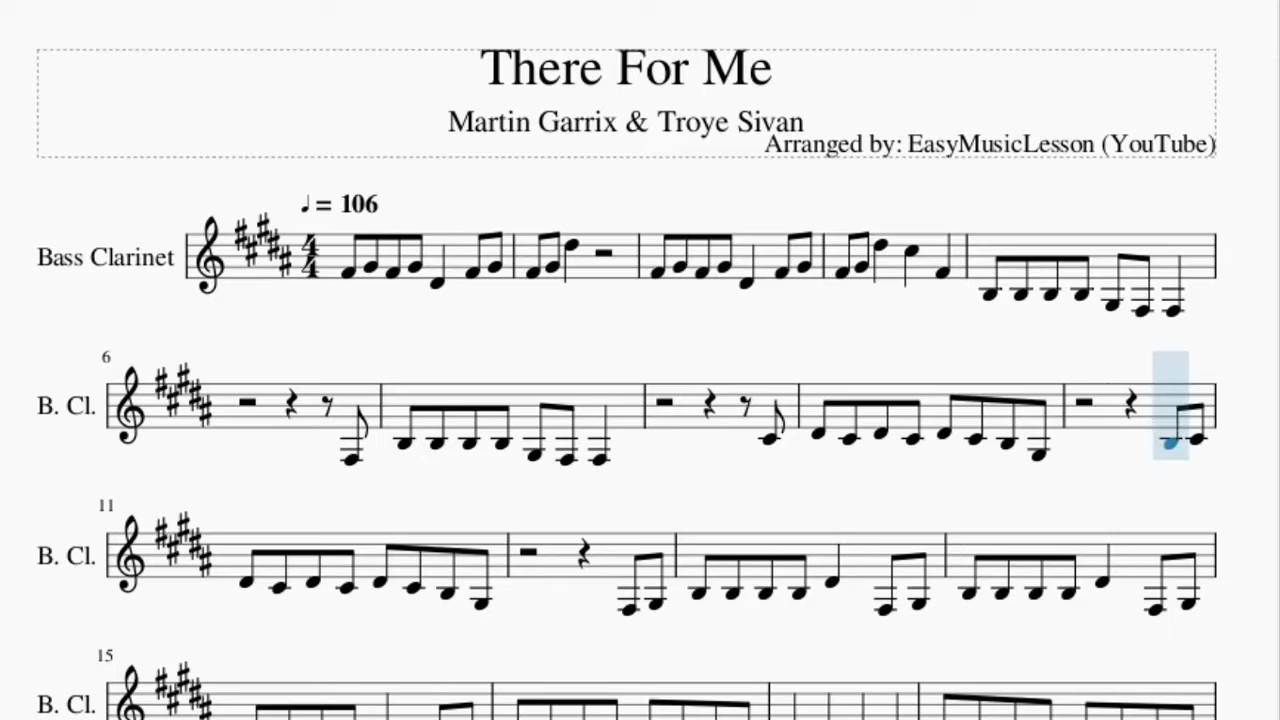 There For Me
Martin Garrix & Troye Sivan
Arranged by: EasyMusicLesson (YouTube)
♩ = 106
Bass Clarinet
4
4
6
B. Cl.
11
B. Cl.
15
B. Cl.